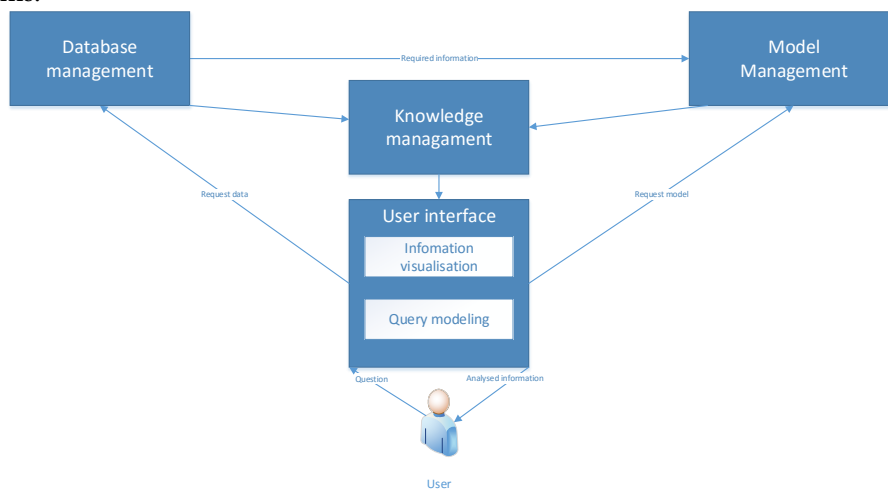 Database
management
Required information
Model
Management
Knowledge
managament
Request data
Request model
User interface
Infomation
visualisation
Query modeling
Question
Analysed information
User